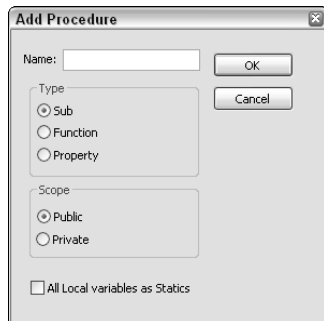 Add Procedure
Name:
OK
Cancel
Type
Sub
Function
Property
Scope
Public
Private
All Local variables as Statics